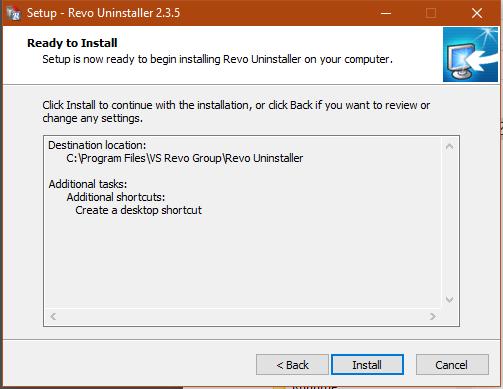 Setup - Revo Uninstaller 2.3.5
Ready to Install
Setup is now ready to begin installing Revo Uninstaller on your computer.
Click Install to continue with the installation, or click Back if you want to review or
change any settings.
Destination location:
C:\Program Files\VS Revo Group\Revo Uninstaller
Additional tasks:
Additional shortcuts:
Create a desktop shortcut
< Back
Install
Cancel